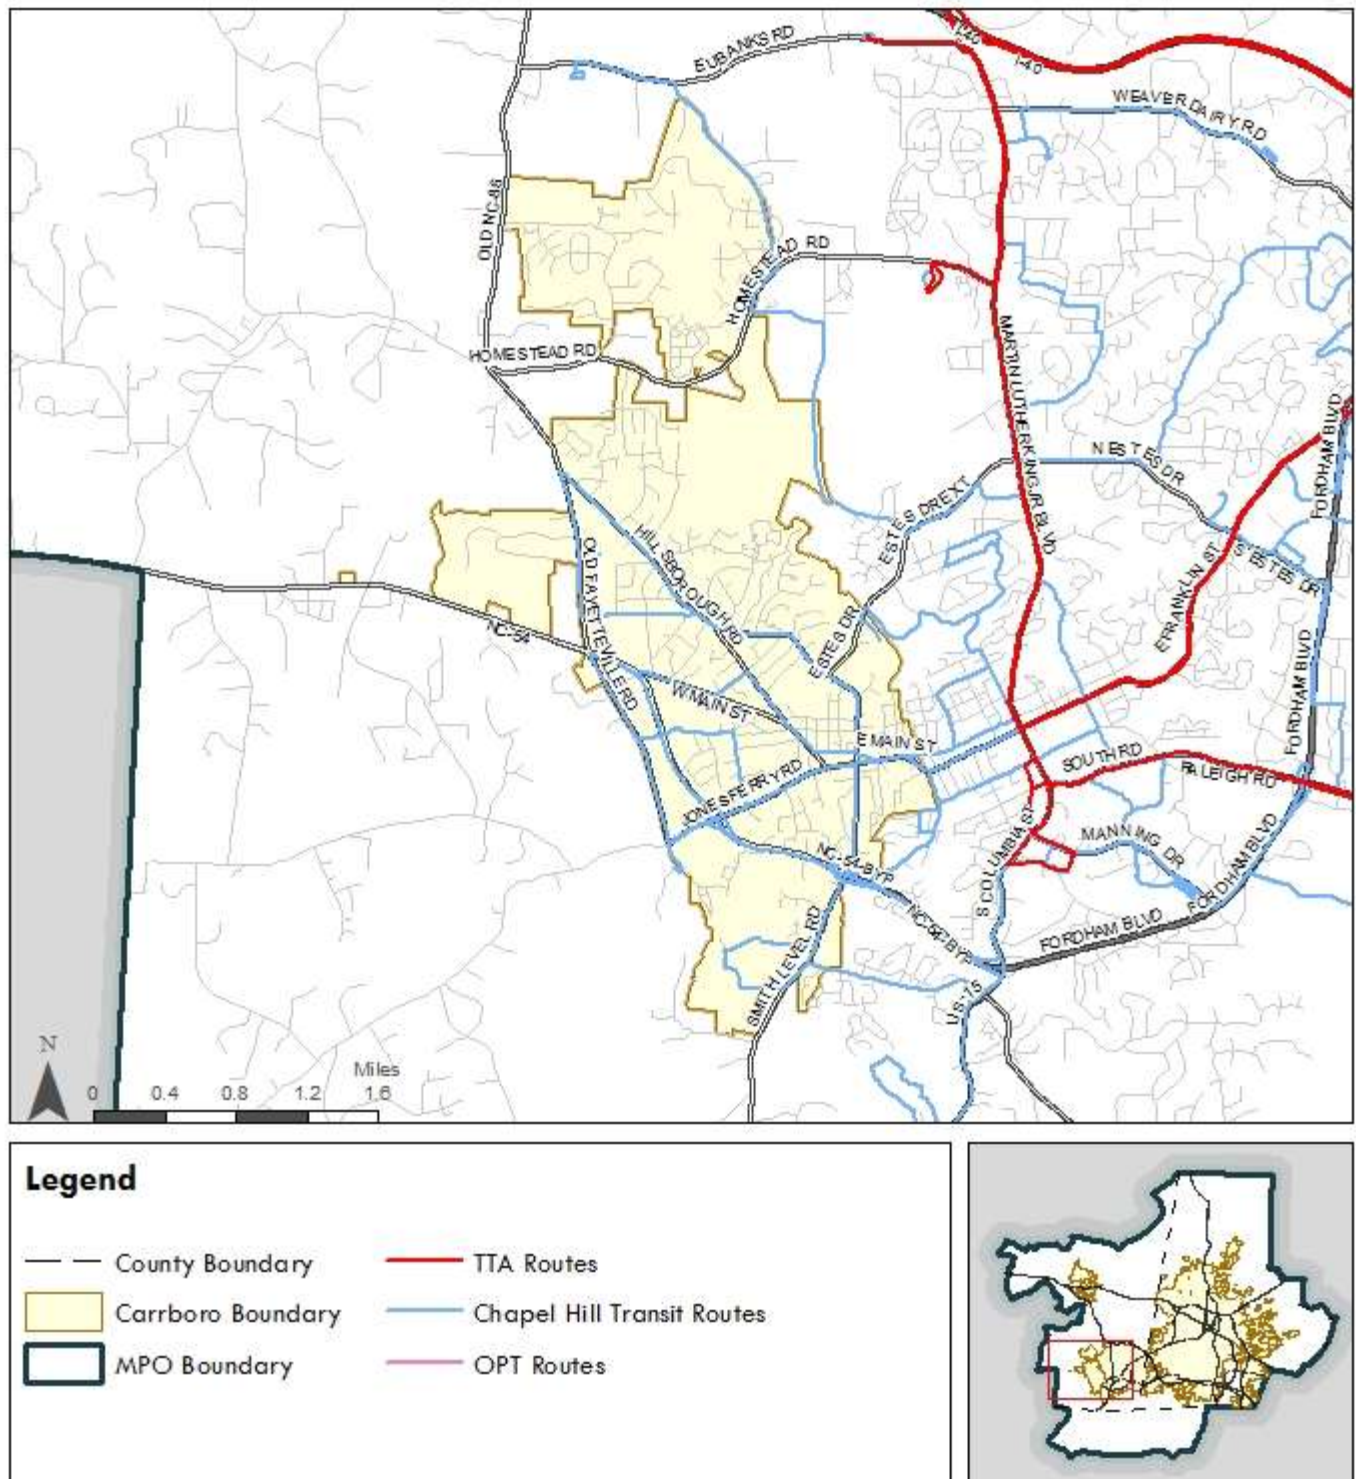 EUBANKS RD
I-40
I-40
WEAVER DAIRY RD
OLD NC-86
HOMESTEAD RD
HOMESTEAD RD
MARTIN LUTHER KING JR BLVD
FORDHAM BLVD
N ESTES DR
ESTES DR EXT
HILLSBOROUGH RD
OLD FAYETTEVILLE RD
S ESTES DR
E FRANKLIN ST
NC-54
ESTES DR
W MAIN ST
FORDHAM BLVD
E MAIN ST
SOUTH RD
RALEIGH RD
JONES FERRY RD
S COLUMBIA ST
MANNING DR
NC-54-BYP
FORDHAM BLVD
NC-54-BYP
FORDHAM BLVD
SMITH LEVEL RD
US-15
N
Miles
0 0.4 0.8 1.2 1.6
Legend
County Boundary
TTA Routes
Carrboro Boundary
Chapel Hill Transit Routes
MPO Boundary
OPT Routes